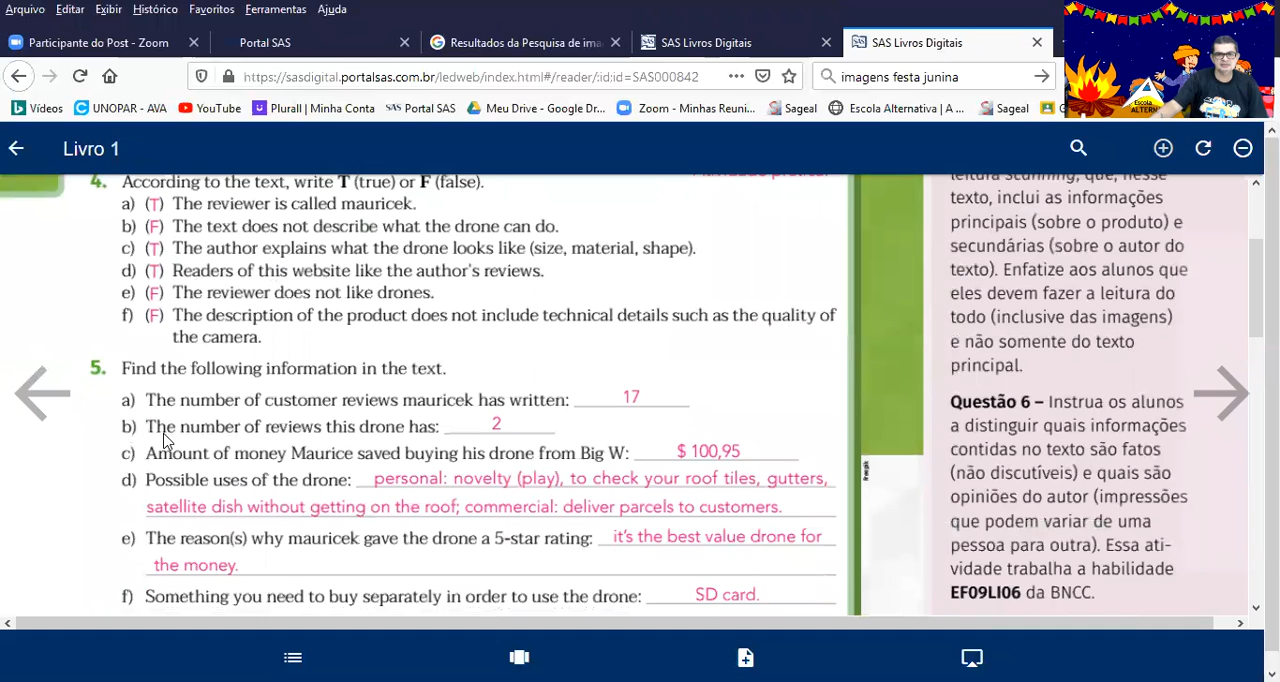 Arquivo Editar Exibir Histórico Favoritos Ferramentas Ajuda
Participante do Post - Zoom
Portal SAS
Resultados da Pesquisa de ima
SAS Livros Digitais
SAS Livros Digitais
https://sasdigital.portalsas.com.br/ledweb/index.html#/reader/:id:id=SAS000842
imagens festa junina
Vídeos UNOPAR - AVA YouTube Plurall | Minha Conta SAS Portal SAS Meu Drive - Google Dr... Zoom - Minhas Reuni... Sageal Escola Alternativa | A ... Sageal
Escola
ALTERN
Livro 1
4. According to the text, write T (true) or F (false).
a) (T) The reviewer is called mauricek.
b) (F) The text does not describe what the drone can do.
c) (T) The author explains what the drone looks like (size, material, shape).
d) (T) Readers of this website like the author's reviews.
e) (F) The reviewer does not like drones.
f) (F) The description of the product does not include technical details such as the quality of
the camera.
5. Find the following information in the text.
a) The number of customer reviews mauricek has written: 17
b) The number of reviews this drone has: 2
c) Amount of money Maurice saved buying his drone from Big W: $ 100,95
d) Possible uses of the drone: personal: novelty (play), to check your roof tiles, gutters,
satellite dish without getting on the roof; commercial: deliver parcels to customers.
e) The reason(s) why mauricek gave the drone a 5-star rating: it's the best value drone for
the money.
f) Something you need to buy separately in order to use the drone: SD card.
Freepik
leitura scanning, que, nesse
texto, inclui as informações
principais (sobre o produto) e
secundárias (sobre o autor do
texto). Enfatize aos alunos que
eles devem fazer a leitura do
todo (inclusive das imagens)
e não somente do texto
principal.
Questão 6 – Instrua os alunos
a distinguir quais informações
contidas no texto são fatos
(não discutíveis) e quais são
opiniões do autor (impressões
que podem variar de uma
pessoa para outra). Essa ati-
vidade trabalha a habilidade
EF09LI06 da BNCC.